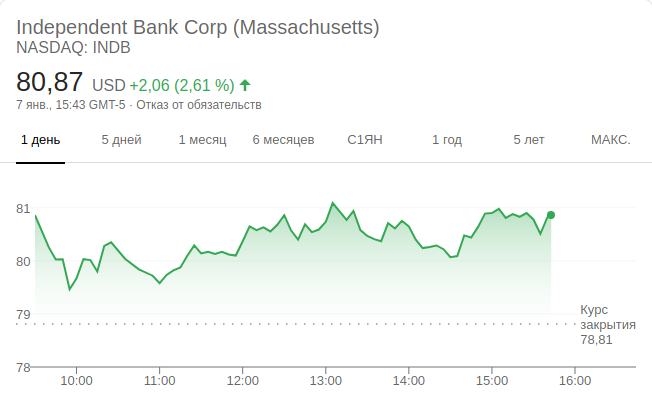 Independent Bank Corp (Massachusetts)
NASDAQ: INDB
80,87 USD +2,06 (2,61 %)
7 янв., 15:43 GMT-5 · Отказ от обязательств
1 день 5 дней 1 месяц 6 месяцев С1ЯН 1 год 5 лет МАКС.
81
80
79
Курс
закрытия
78,81
78
10:00 11:00 12:00 13:00 14:00 15:00 16:00